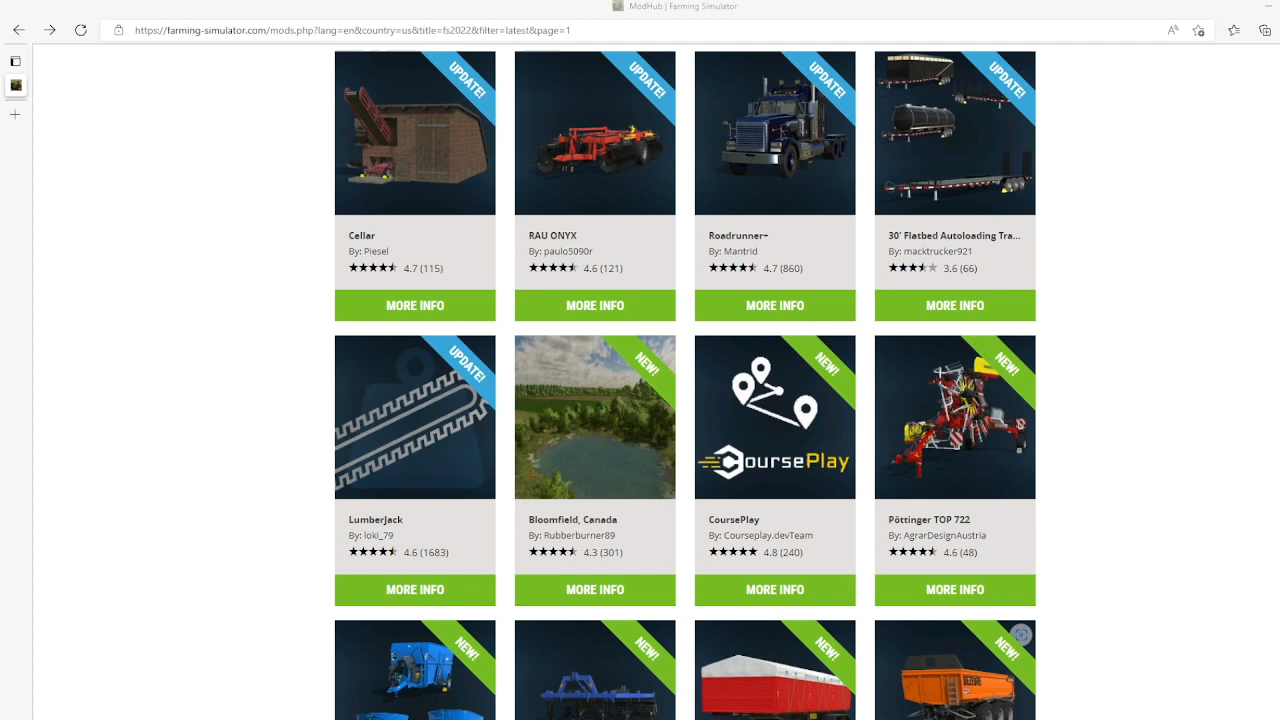 ModHub | Farming Simulator
https://farming-simulator.com/mods.php?lang=en&country=us&title=fs2022&filter=latest&page=1
UPDATE!
UPDATE!
UPDATE!
UPDATE!
Cellar
By: Piesel
4.7 (115)
MORE INFO
RAU ONYX
By: paulo5090r
4.6 (121)
MORE INFO
Roadrunner+
By: Mantrid
4.7 (860)
MORE INFO
30' Flatbed Autoloading Tra...
By: macktrucker921
3.6 (66)
MORE INFO
UPDATE!
NEW!
NEW!
NEW!
CoursePlay
LumberJack
By: loki_79
4.6 (1683)
MORE INFO
Bloomfield, Canada
By: Rubberburner89
4.3 (301)
MORE INFO
CoursePlay
By: Courseplay.devTeam
4.8 (240)
MORE INFO
Pöttinger TOP 722
By: AgrarDesignAustria
4.6 (48)
MORE INFO
NEW!
NEW!
NEW!
NEW!